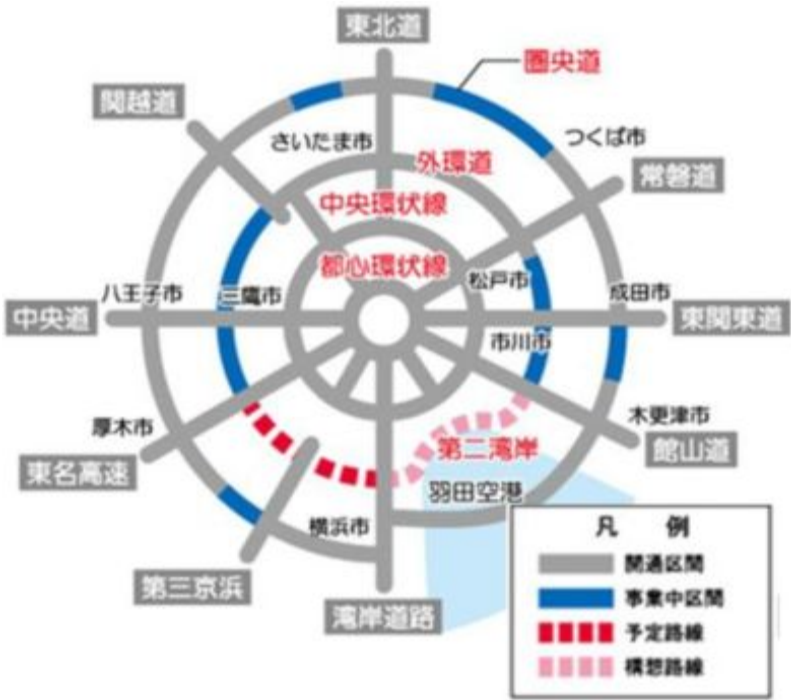 東北道
圏央道
関越道
さいたま市
つくば市
外環道
常磐道
中央環状線
都心環状線
松戸市
八王子市
三鷹市
成田市
中央道
東関東道
市川市
厚木市
木更津市
第二湾岸
館山道
東名高速
羽田空港
横浜市
第三京浜
湾岸道路
凡 例
開通区間
事業中区間
予定路線
構想路線